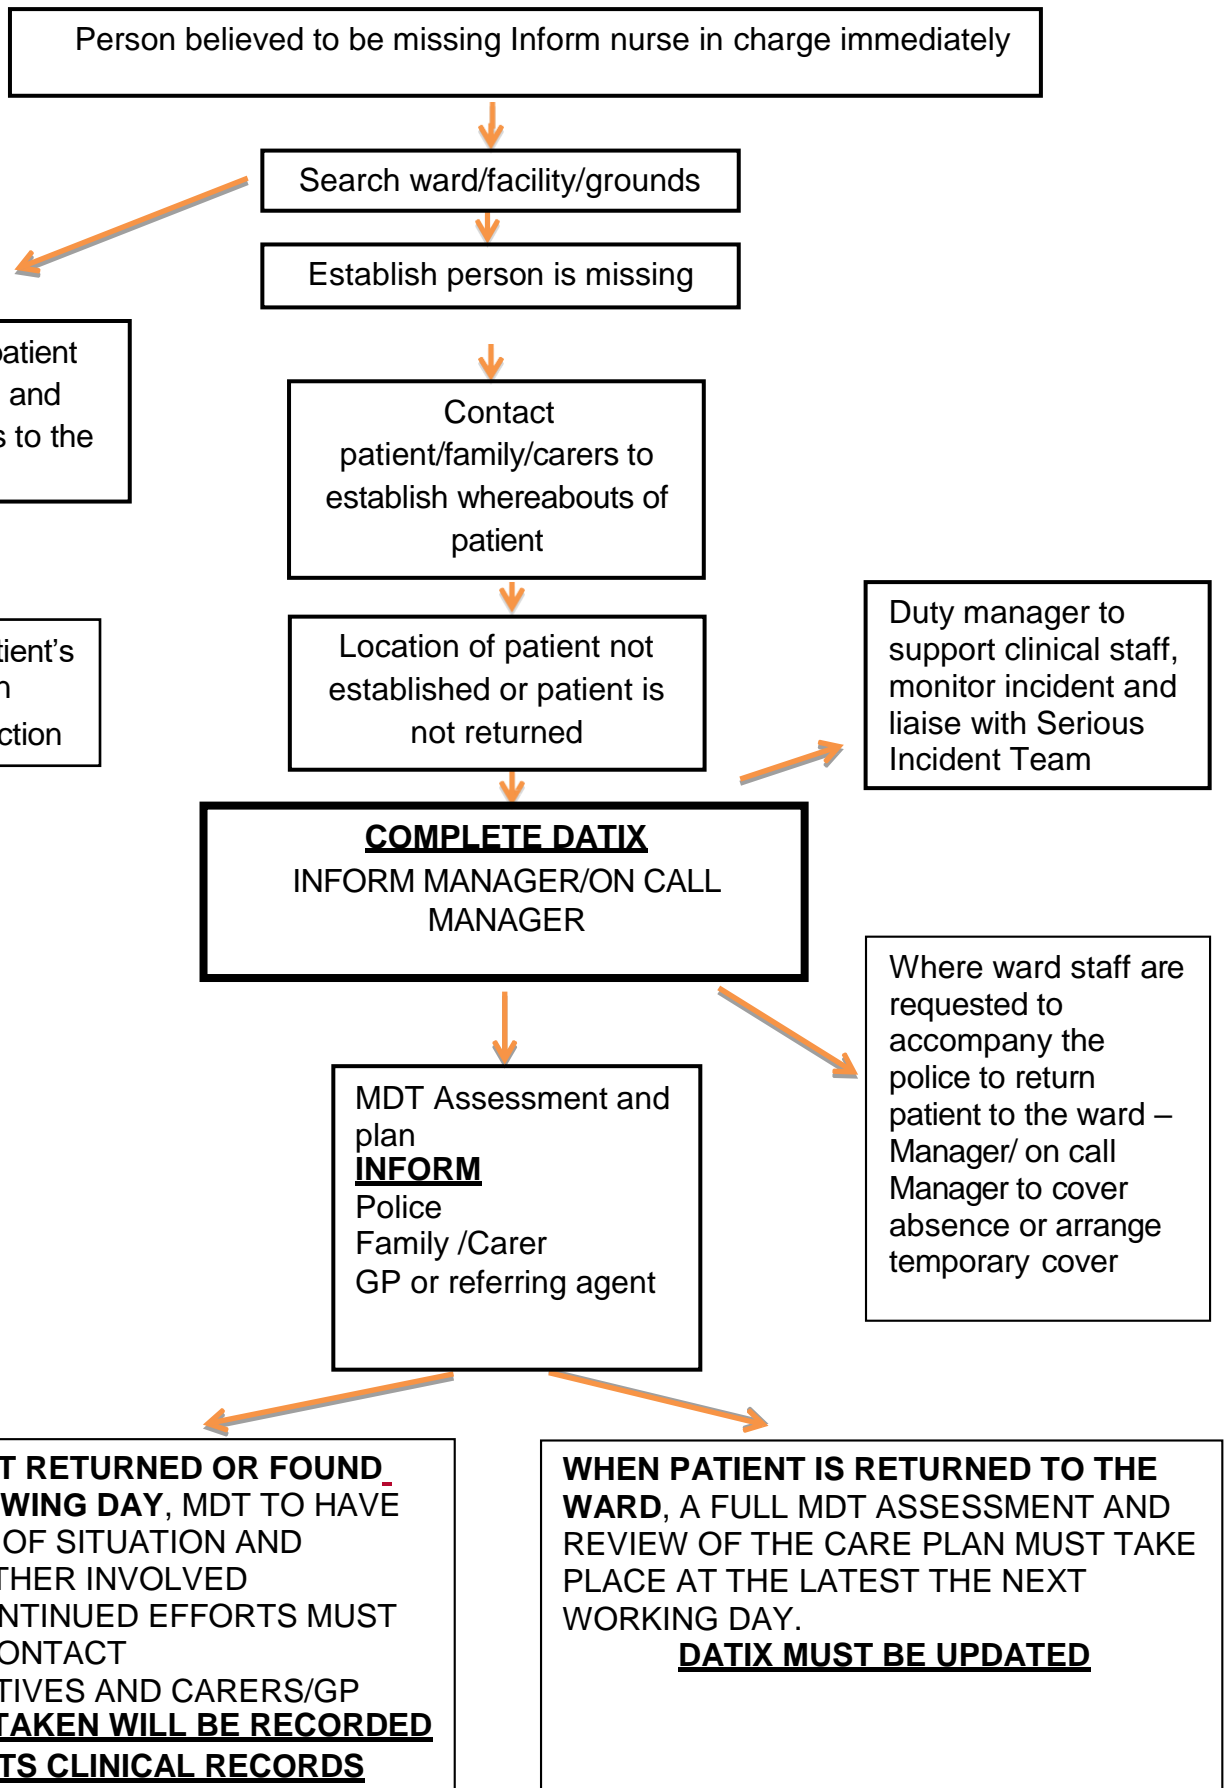 Person believed to be missing Inform nurse in charge immediately
Search ward/facility/grounds
Establish person is missing
patient
and
s to the
Contact
patient/family/carers to
establish whereabouts of
patient
Location of patient not
established or patient is
not returned
Duty manager to
support clinical staff,
monitor incident and
liaise with Serious
Incident Team
tient's
n
ction
COMPLETE DATIX
INFORM MANAGER/ON CALL
MANAGER
Where ward staff are
requested to
accompany the
police to return
patient to the ward –
Manager/ on call
Manager to cover
absence or arrange
temporary cover
MDT Assessment and
plan
INFORM
Police
Family /Carer
GP or referring agent
T RETURNED OR FOUND
WING DAY, MDT TO HAVE
OF SITUATION AND
THER INVOLVED
NTINUED EFFORTS MUST
ONTACT
TIVES AND CARERS/GP
TAKEN WILL BE RECORDED
TS CLINICAL RECORDS
WHEN PATIENT IS RETURNED TO THE
WARD, A FULL MDT ASSESSMENT AND
REVIEW OF THE CARE PLAN MUST TAKE
PLACE AT THE LATEST THE NEXT
WORKING DAY.
DATIX MUST BE UPDATED